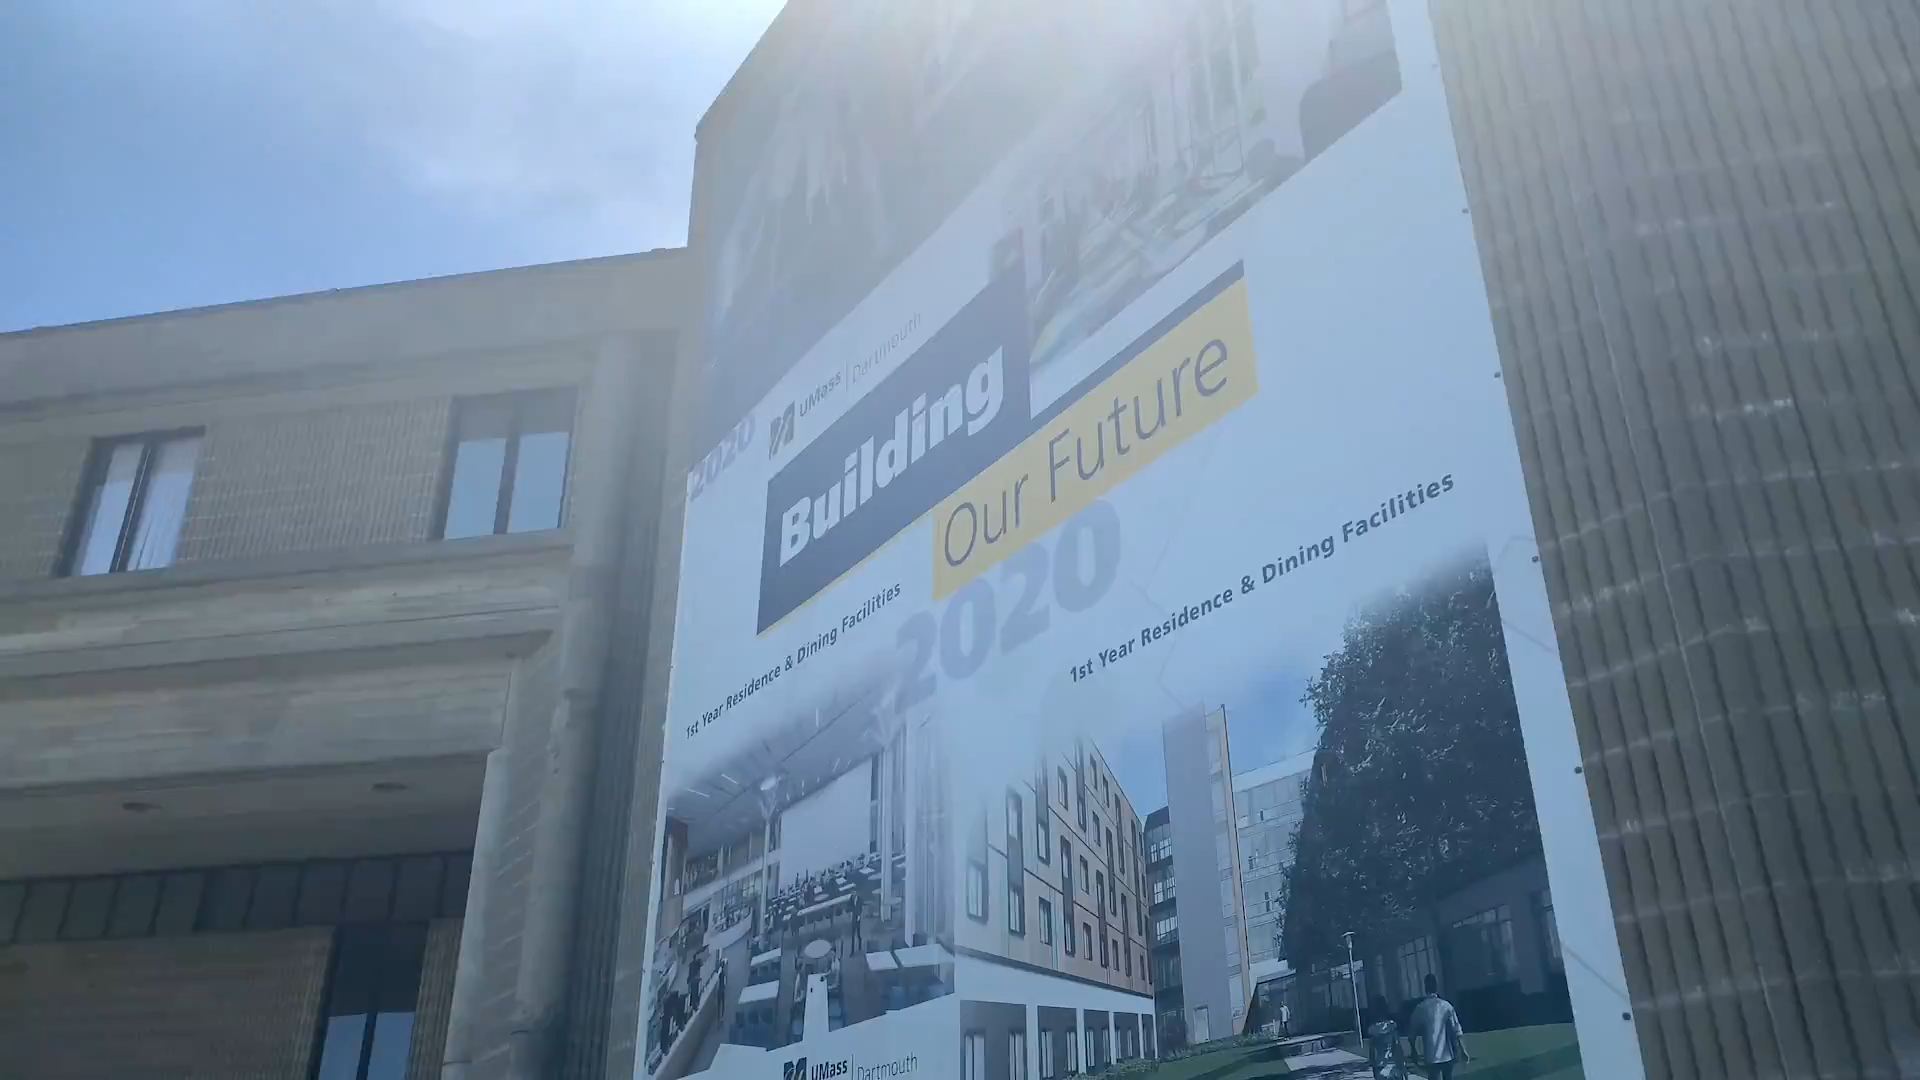 2020
UMass | Dartmouth
Building
Our Future
2020
1st Year Residence & Dining Facilities
1st Year Residence & Dining Facilities
UMass | Dartmouth